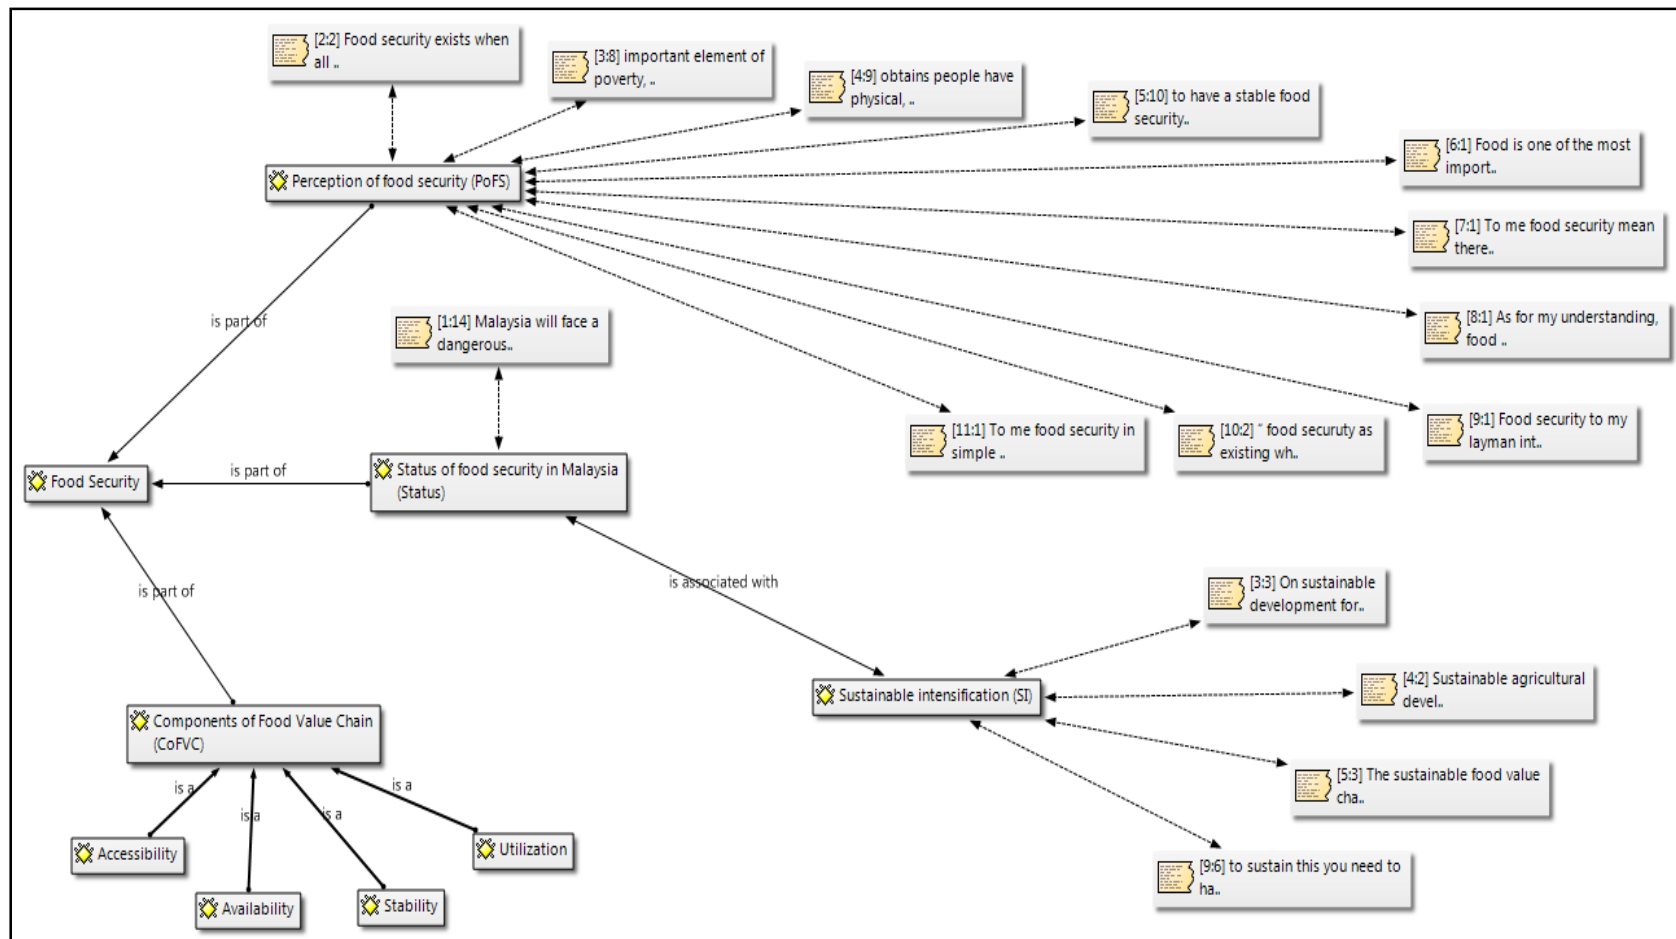 [2:2] Food security exists when
all ..
[3:8] important element of
poverty, ..
[4:9] obtains people have
physical, ..
[5:10] to have a stable food
security..
[6:1] Food is one of the most
import..
Perception of food security (PoFS)
[7:1] To me food security mean
there..
is part of
[1:14] Malaysia will face a
dangerous..
[8:1] As for my understanding,
food ..
[11:1] To me food security in
simple ..
[10:2] " food securuty as
existing wh..
[9:1] Food security to my
layman int..
Food Security
is part of
Status of food security in Malaysia
(Status)
is part of
is associated with
[3:3] On sustainable
development for..
Sustainable intensification (SI)
[4:2] Sustainable agricultural
devel..
Components of Food Value Chain
(CoFVC)
[5:3] The sustainable food value
cha..
is a
is a
is a
is a
Accessibility
Utilization
[9:6] to sustain this you need to
ha..
Availability
Stability